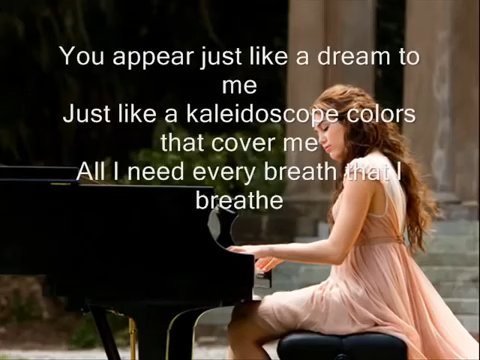 You appear just like a dream to
me
Just like a kaleidoscope colors
that cover me
All I need every breath that I
breathe